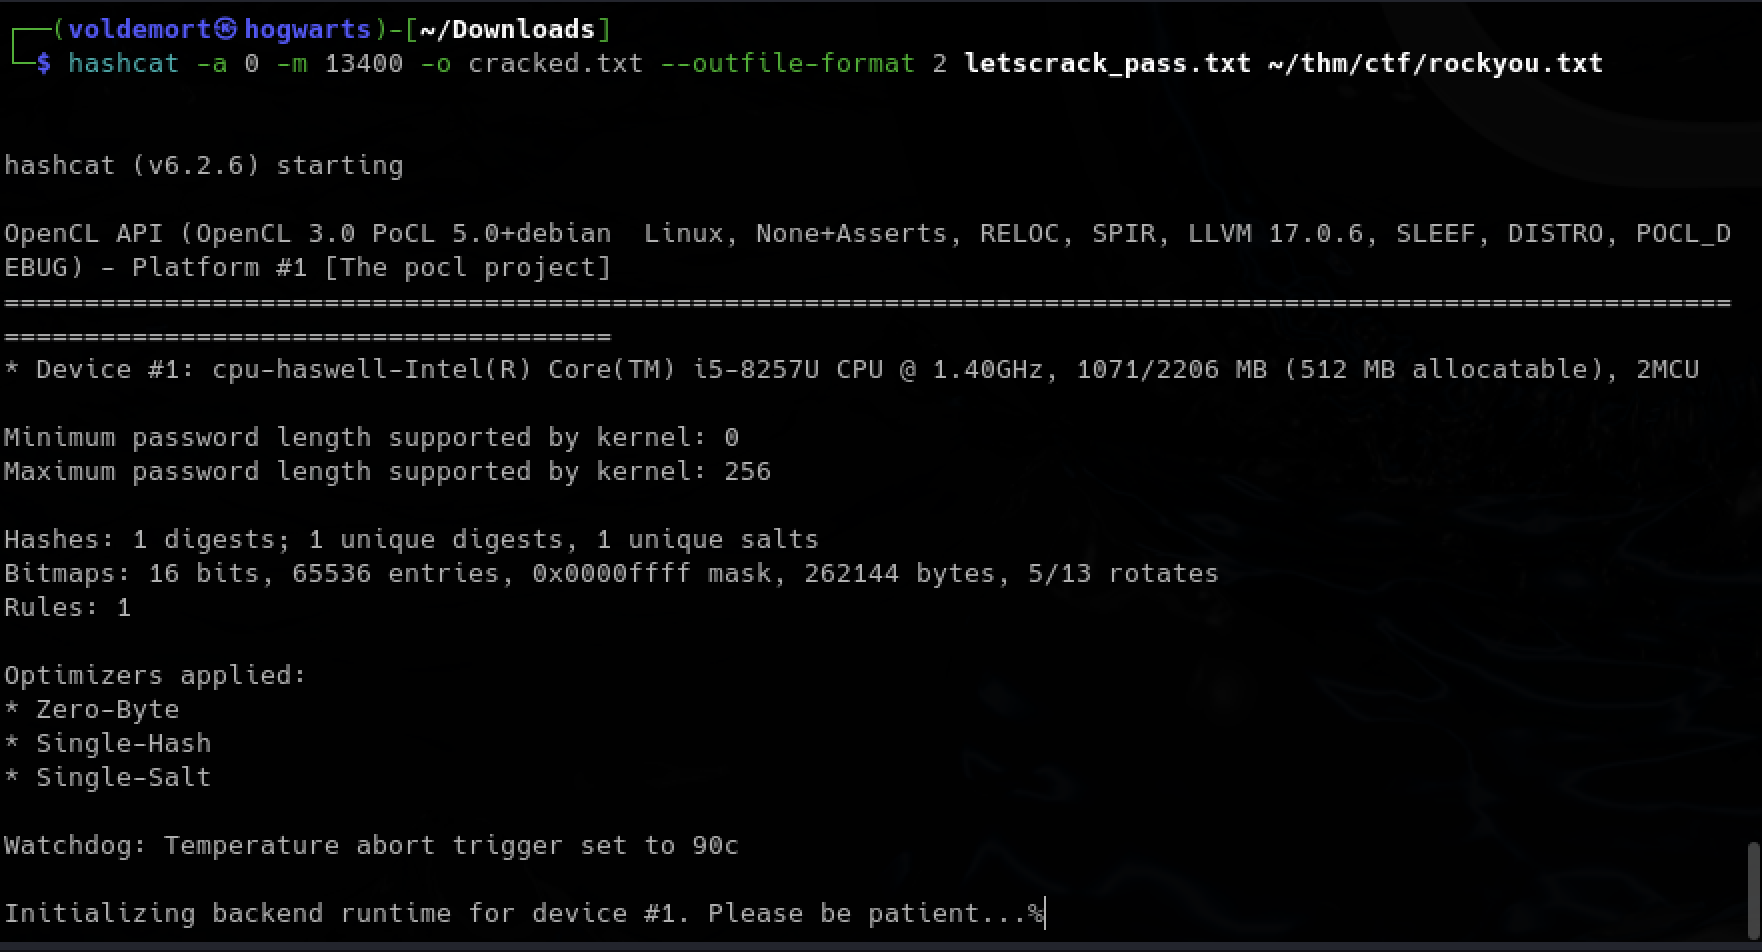 ┌──(voldemort㉿hogwarts)-[~/Downloads]
└─$ hashcat -a 0 -m 13400 -o cracked.txt --outfile-format 2 letscrack_pass.txt ~/thm/ctf/rockyou.txt
hashcat (v6.2.6) starting
OpenCL API (OpenCL 3.0 PoCL 5.0+debian  Linux, None+Asserts, RELOC, SPIR, LLVM 17.0.6, SLEEF, DISTRO, POCL_D
EBUG) - Platform #1 [The pocl project]
============================================================================================================
======================================
* Device #1: cpu-haswell-Intel(R) Core(TM) i5-8257U CPU @ 1.40GHz, 1071/2206 MB (512 MB allocatable), 2MCU
Minimum password length supported by kernel: 0
Maximum password length supported by kernel: 256
Hashes: 1 digests; 1 unique digests, 1 unique salts
Bitmaps: 16 bits, 65536 entries, 0x0000ffff mask, 262144 bytes, 5/13 rotates
Rules: 1
Optimizers applied:
* Zero-Byte
* Single-Hash
* Single-Salt
Watchdog: Temperature abort trigger set to 90c
Initializing backend runtime for device #1. Please be patient...%